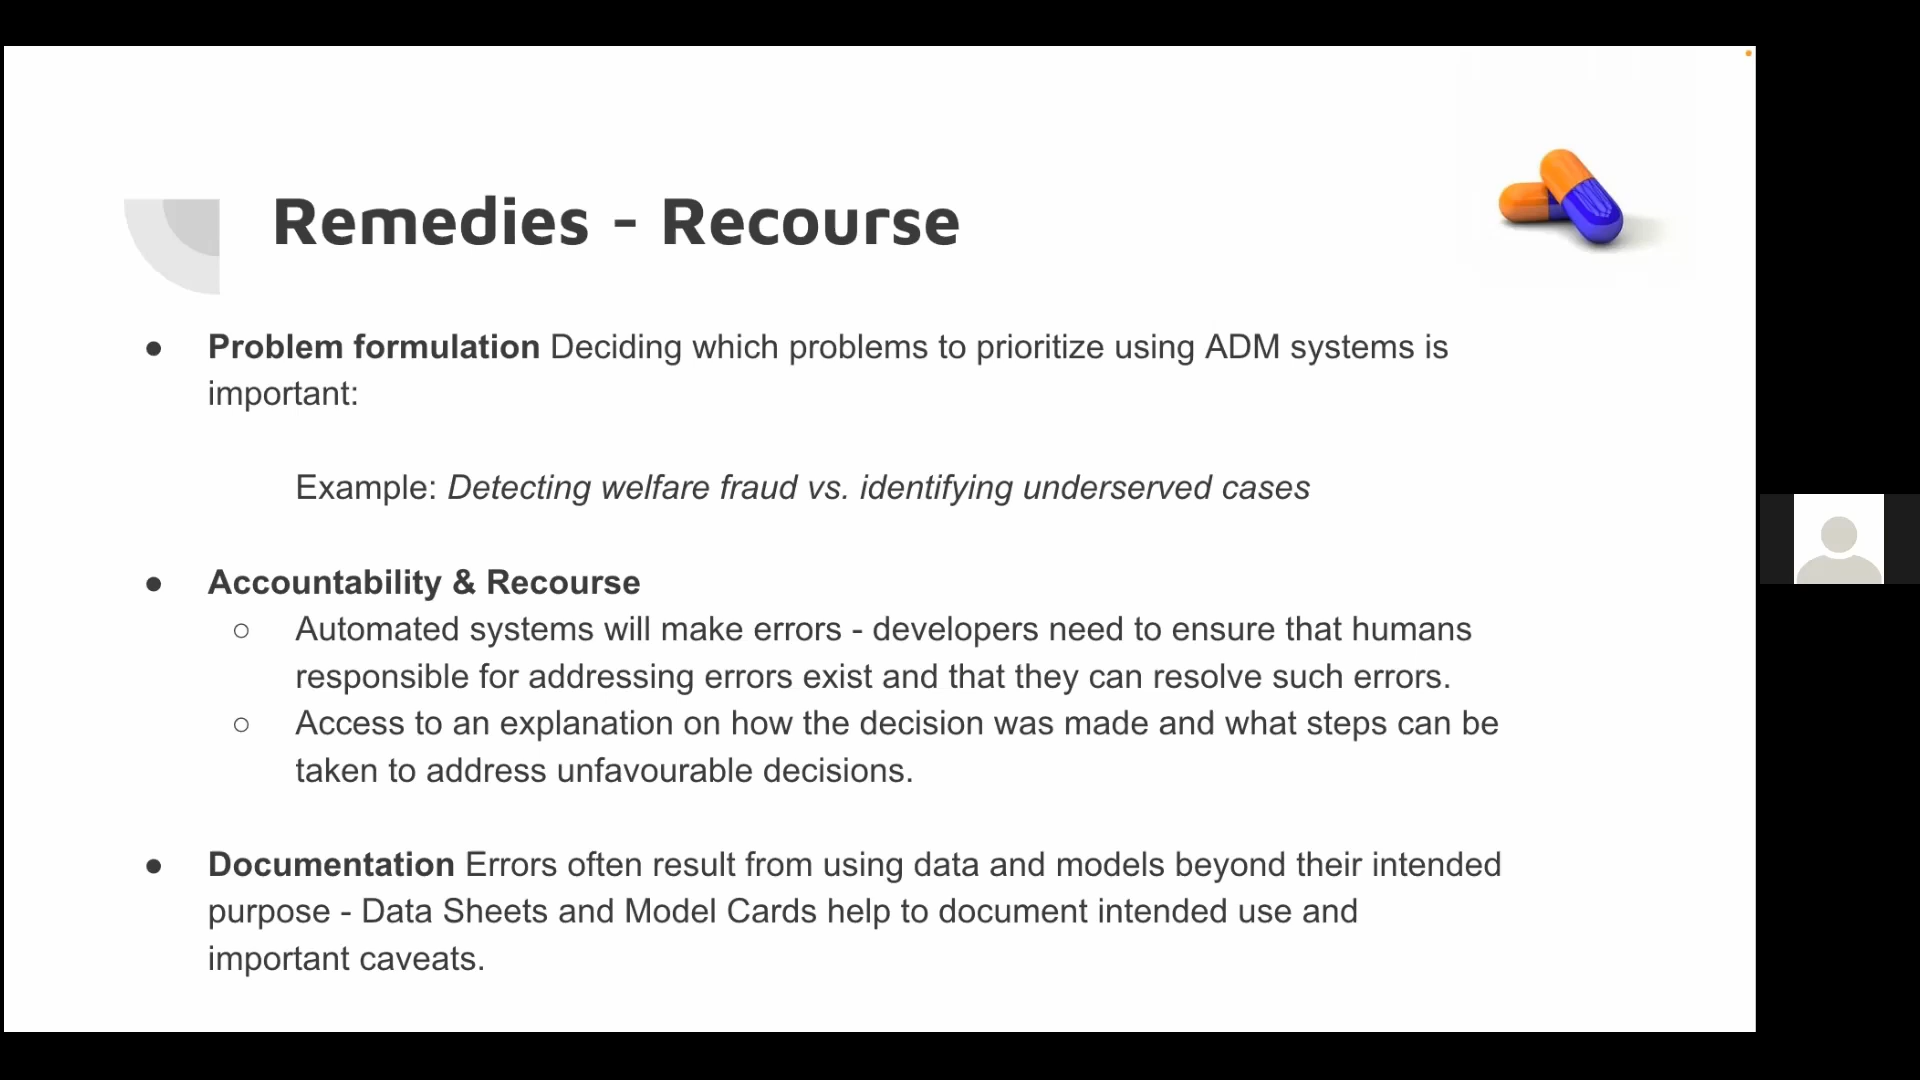 Remedies - Recourse
● Problem formulation Deciding which problems to prioritize using ADM systems is
important:
Example: Detecting welfare fraud vs. identifying underserved cases
● Accountability & Recourse
○ Automated systems will make errors - developers need to ensure that humans
responsible for addressing errors exist and that they can resolve such errors.
○ Access to an explanation on how the decision was made and what steps can be
taken to address unfavourable decisions.
● Documentation Errors often result from using data and models beyond their intended
purpose - Data Sheets and Model Cards help to document intended use and
important caveats.